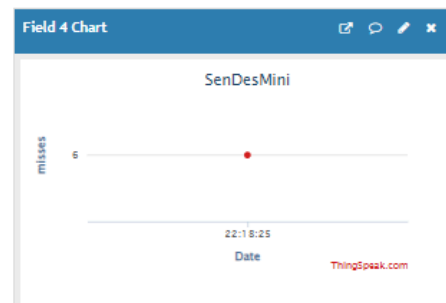 Field 4 Chart
SenDesMini
misses
6
22:18:25
Date
ThingSpeak.com